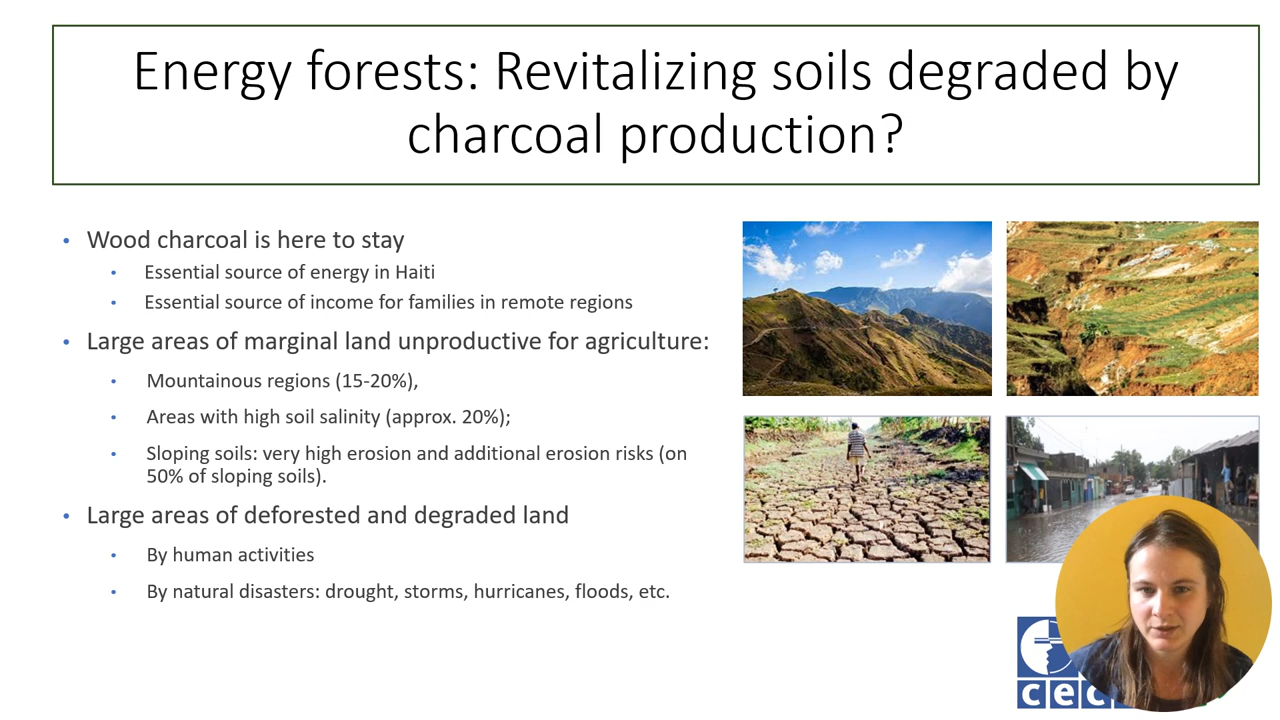 Energy forests: Revitalizing soils degraded by
charcoal production?
• Wood charcoal is here to stay
• Essential source of energy in Haiti
• Essential source of income for families in remote regions
• Large areas of marginal land unproductive for agriculture:
• Mountainous regions (15-20%),
• Areas with high soil salinity (approx. 20%);
• Sloping soils: very high erosion and additional erosion risks (on
50% of sloping soils).
• Large areas of deforested and degraded land
• By human activities
• By natural disasters: drought, storms, hurricanes, floods, etc.
cec